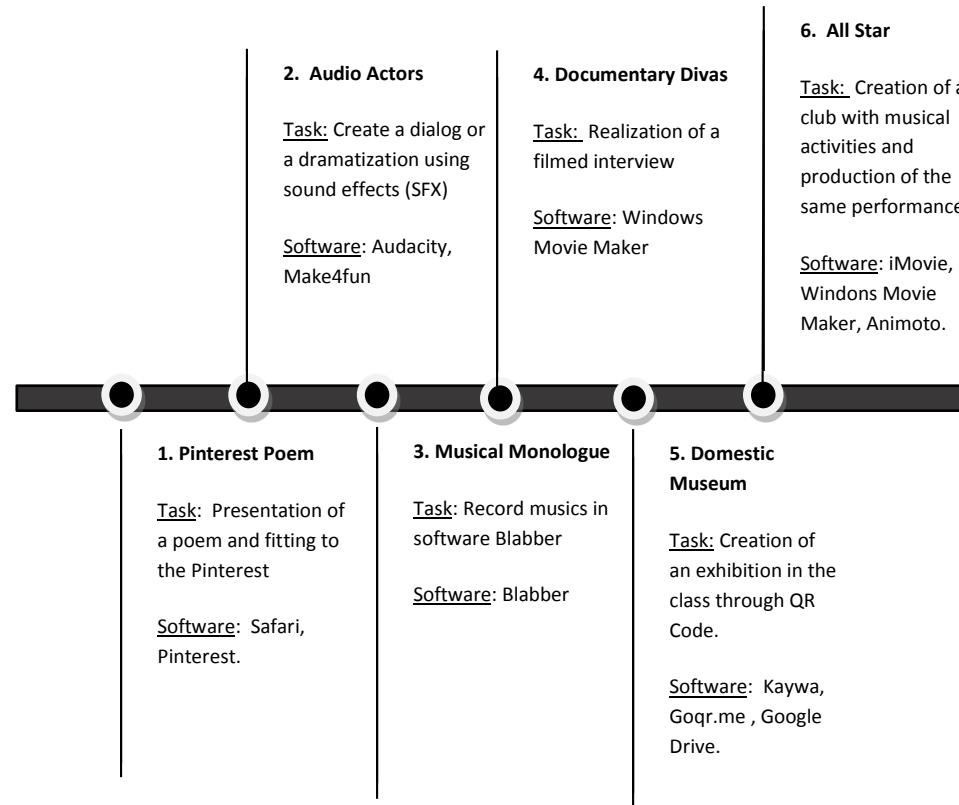 2. Audio Actors
Task: Create a dialog or
a dramatization using
sound effects (SFX)
Software: Audacity,
Make4fun
4. Documentary Divas
Task: Realization of a
filmed interview
Software: Windows
Movie Maker
6. All Star
Task: Creation of a
club with musical
activities and
production of the
same performance
Software: iMovie,
Windons Movie
Maker, Animoto.
1. Pinterest Poem
Task: Presentation of
a poem and fitting to
the Pinterest
Software: Safari,
Pinterest.
3. Musical Monologue
Task: Record musics in
software Blabber
Software: Blabber
5. Domestic
Museum
Task: Creation of
an exhibition in the
class through QR
Code.
Software: Kaywa,
Goqr.me , Google
Drive.